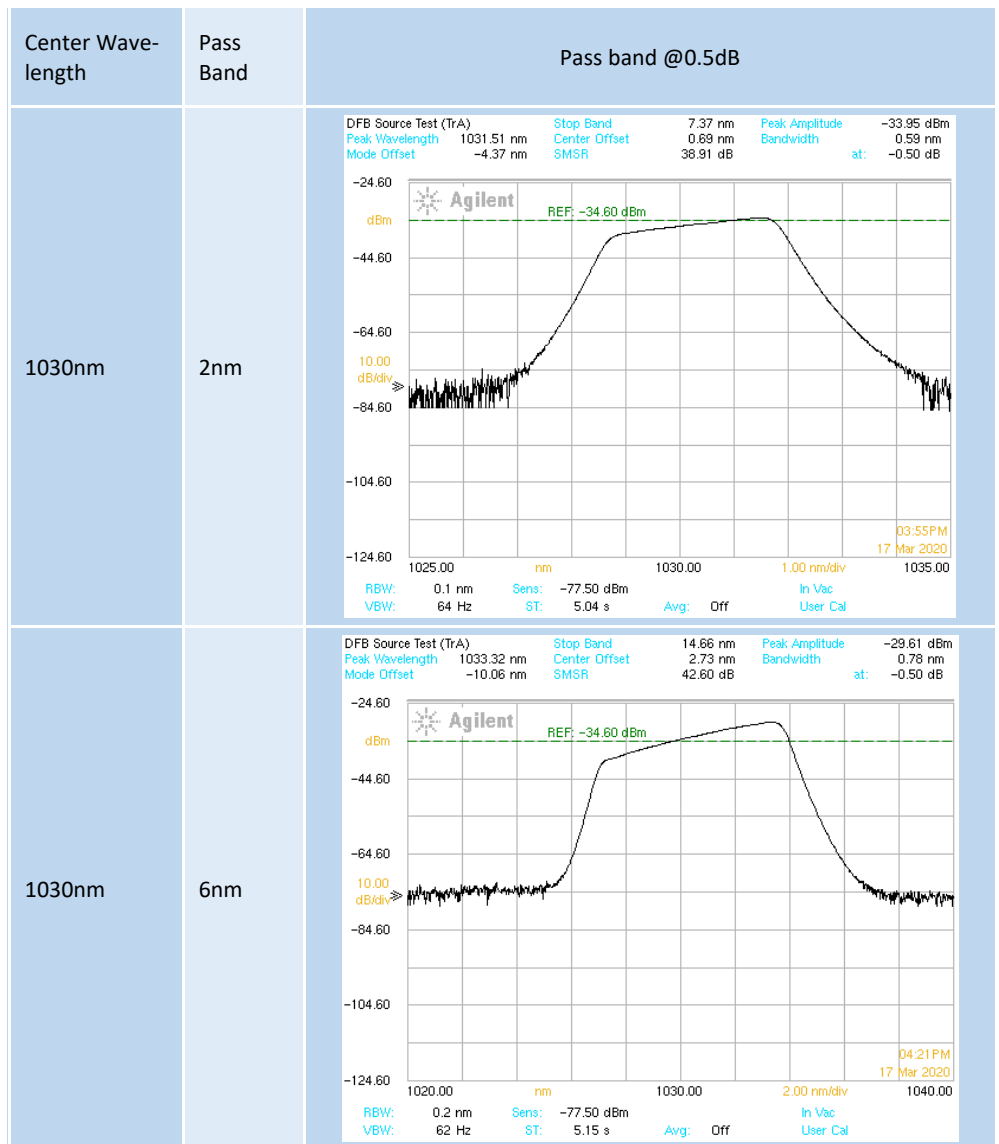 Center Wave-
length
Pass
Band
Pass band @0.5dB
1030nm
2nm
DFB Source Test (TrA) Stop Band 7.37 nm Peak Amplitude −33.95 dBm
Peak Wavelength 1031.51 nm Center Offset 0.69 nm Bandwidth 0.59 nm
Mode Offset −4.37 nm SMSR 38.91 dB at: −0.50 dB
−24.60
Agilent
REF: −34.60 dBm
dBm
−44.60
−64.60
10.00
dB/div
−84.60
−104.60
03:55PM
17 Mar 2020
−124.60
1025.00 nm 1030.00 1.00 nm/div 1035.00
RBW: 0.1 nm Sens: −77.50 dBm In Vac
VBW: 64 Hz ST: 5.04 s Avg: Off User Cal
1030nm
6nm
DFB Source Test (TrA) Stop Band 14.66 nm Peak Amplitude −29.61 dBm
Peak Wavelength 1033.32 nm Center Offset 2.73 nm Bandwidth 0.78 nm
Mode Offset −10.06 nm SMSR 42.60 dB at: −0.50 dB
−24.60
Agilent
REF: −34.60 dBm
dBm
−44.60
−64.60
10.00
dB/div
−84.60
−104.60
04:21PM
17 Mar 2020
−124.60
1020.00 nm 1030.00 2.00 nm/div 1040.00
RBW: 0.2 nm Sens: −77.50 dBm In Vac
VBW: 62 Hz ST: 5.15 s Avg: Off User Cal